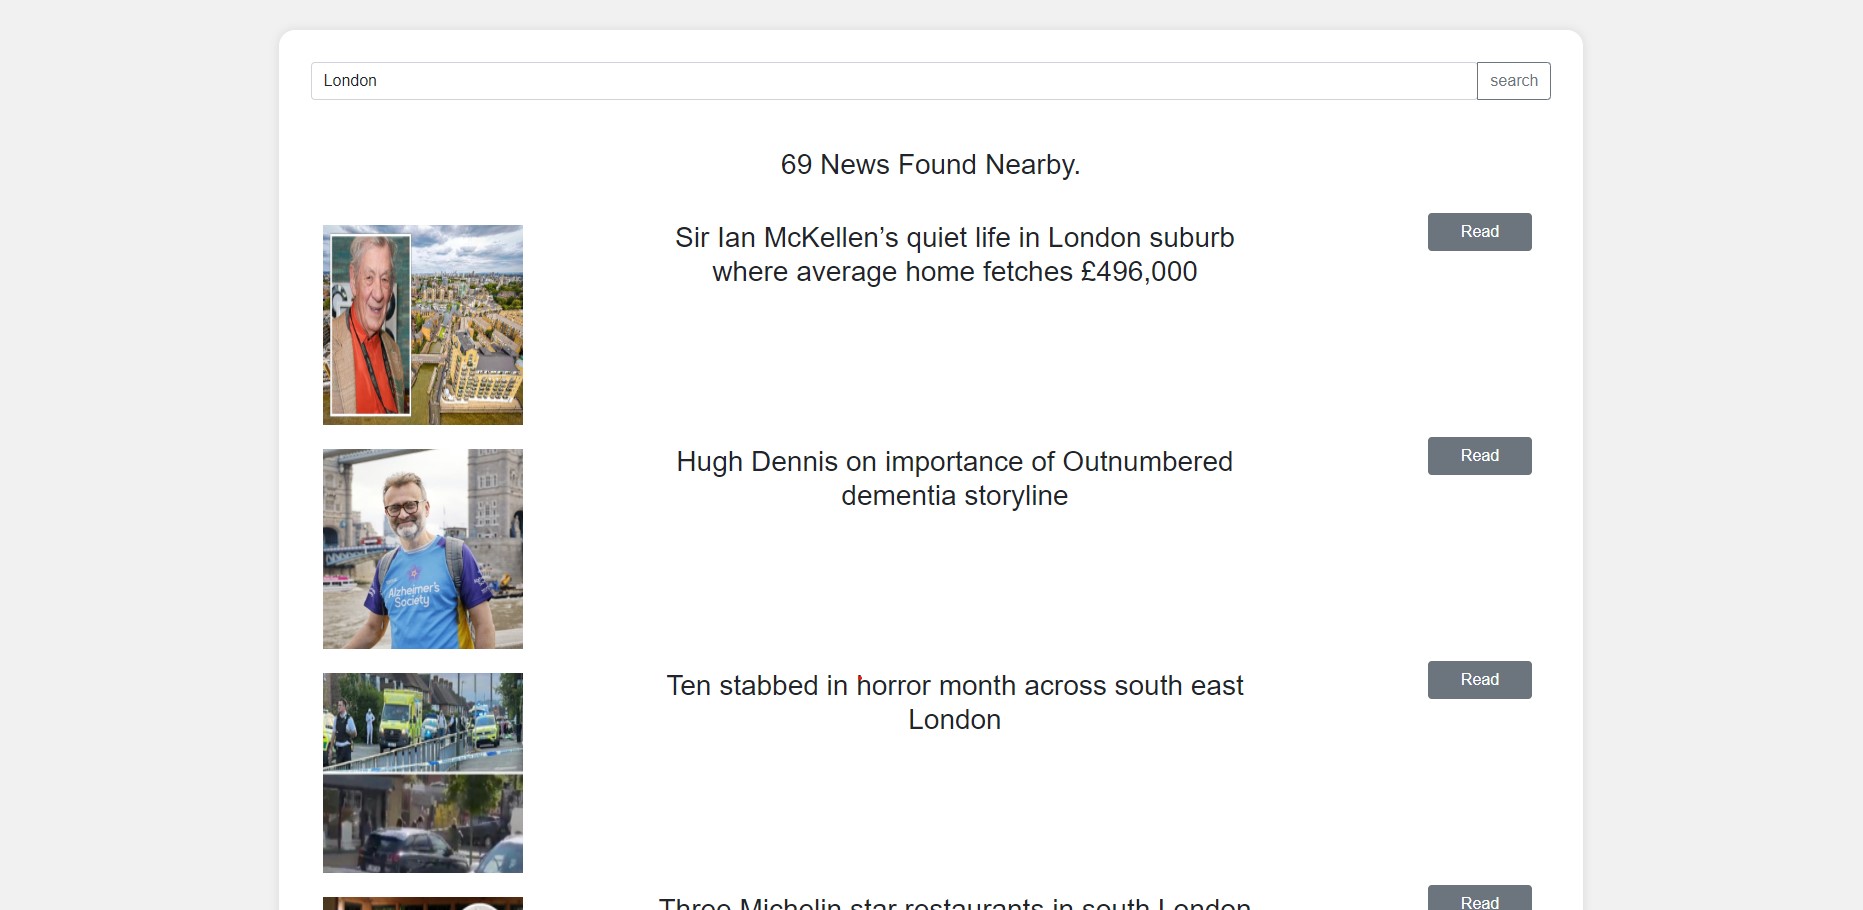 London
search
69 News Found Nearby.
Sir Ian McKellen’s quiet life in London suburb
where average home fetches £496,000
Read
Hugh Dennis on importance of Outnumbered
dementia storyline
Read
Alzheimer's
Society
Ten stabbed in horror month across south east
London
Read
Three Michelin star restaurants in south London
Read